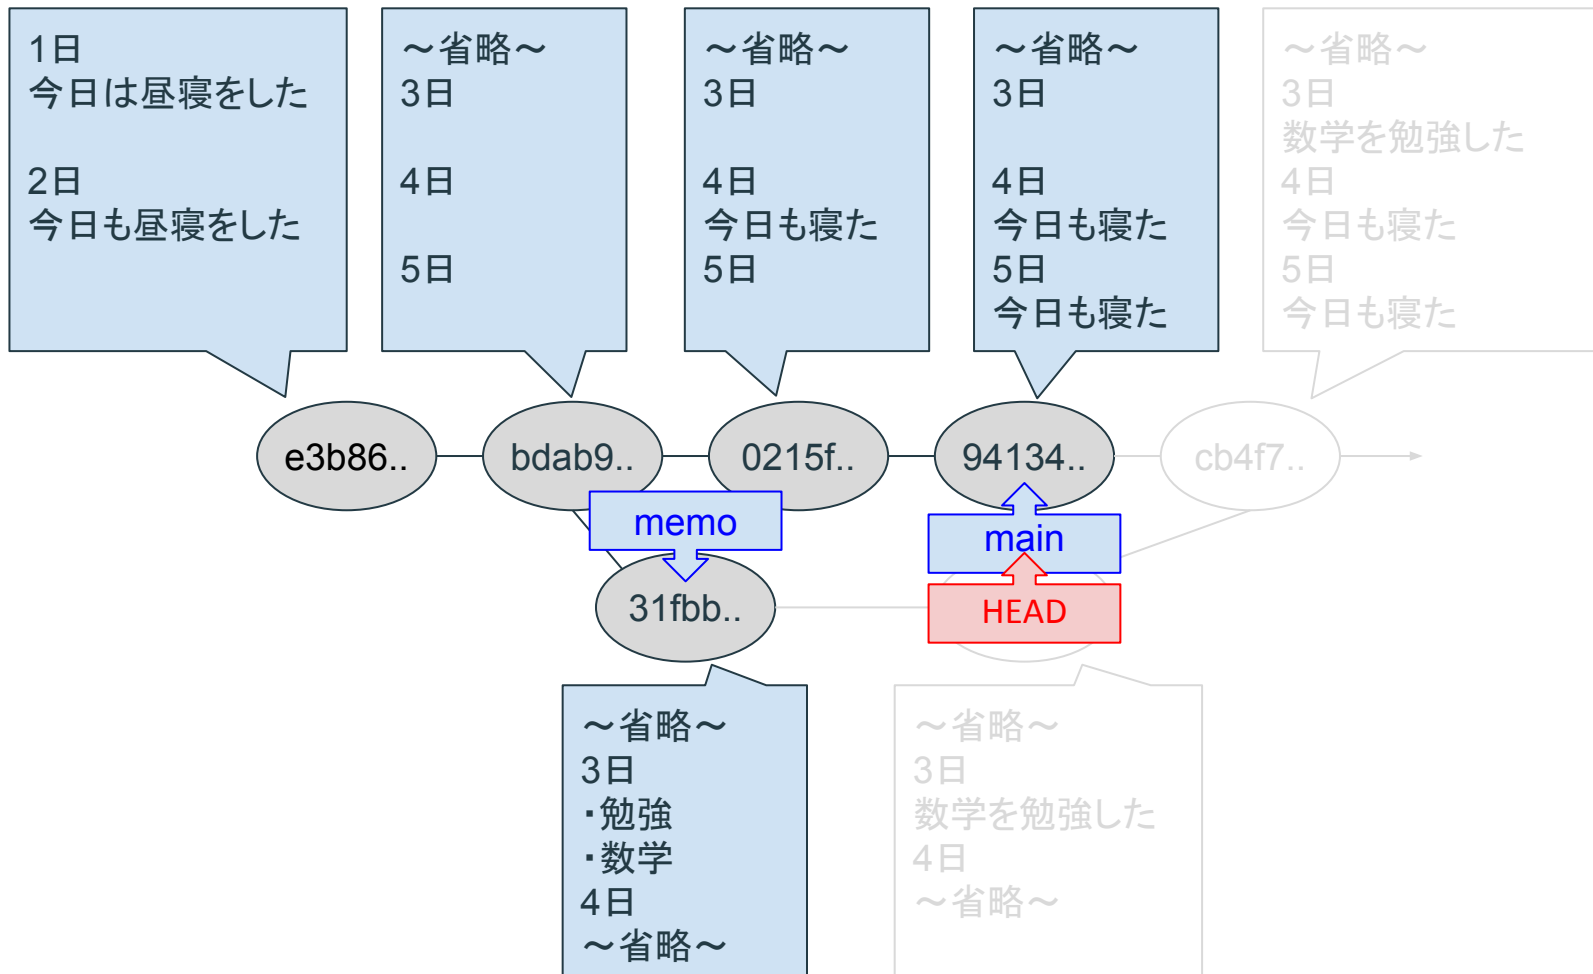 1日
今日は昼寝をした
2日
今日も昼寝をした
～省略～
3日
4日
5日
～省略～
3日
4日
今日も寝た
5日
～省略～
3日
4日
今日も寝た
5日
今日も寝た
～省略～
3日
数学を勉強した
4日
今日も寝た
5日
今日も寝た
e3b86..
bdab9..
0215f..
94134..
cb4f7..
memo
main
31fbb..
HEAD
～省略～
3日
・勉強
・数学
4日
～省略～
～省略～
3日
数学を勉強した
4日
～省略～